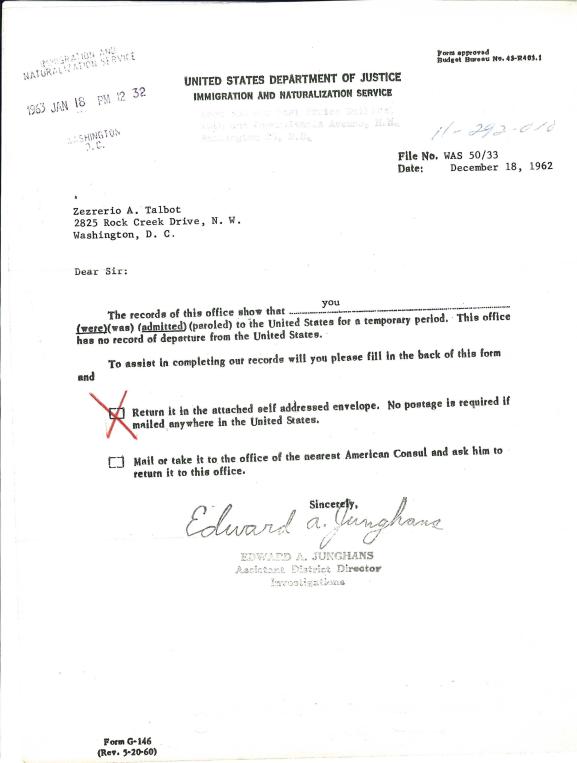 IMMIGRATION AND
NATURALIZATION SERVICE
1963 JAN 18 PM 12 32
WASHINGTON
D.C.
Form approved
Budget Bureau No. 43-R403.1
UNITED STATES DEPARTMENT OF JUSTICE
IMMIGRATION AND NATURALIZATION SERVICE
File No. WAS 50/33
Date: December 18, 1962
Zezrerio A. Talbot
2825 Rock Creek Drive, N. W.
Washington, D. C.
Dear Sir:
The records of this office show that you
(were)(was) (admitted) (paroled) to the United States for a temporary period. This office
has no record of departure from the United States.
To assist in completing our records will you please fill in the back of this form
and
Return it in the attached self addressed envelope. No postage is required if
mailed anywhere in the United States.
Mail or take it to the office of the nearest American Consul and ask him to
return it to this office.
Sincerely,
Edward A. Junghans
EDWARD A. JUNGHANS
Assistant District Director
Investigations
Form G-146
(Rev. 5-20-60)